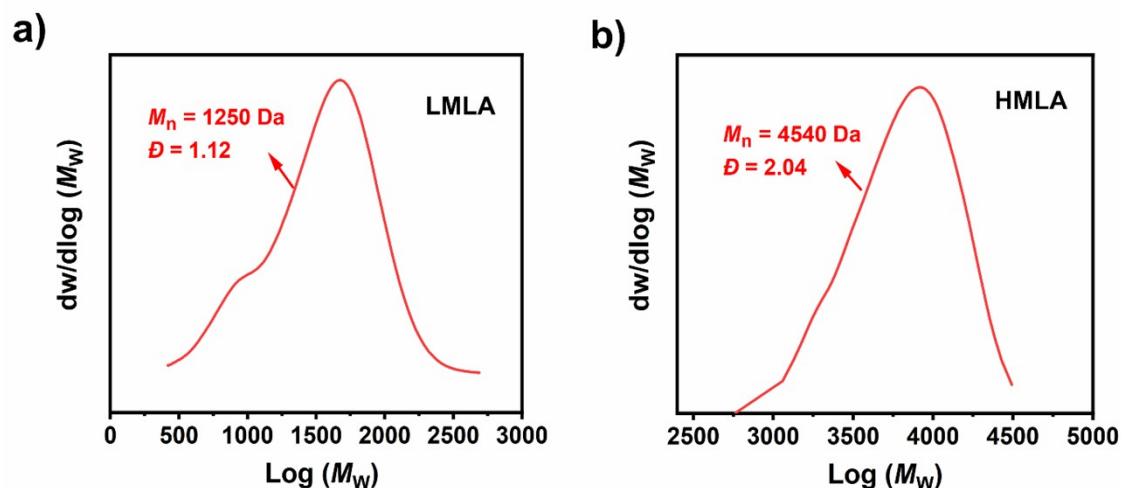 a)
LMLA
Mn = 1250 Da
Đ = 1.12
dw/dlog (MW)
0 500 1000 1500 2000 2500 3000
Log (MW)
b)
HMLA
Mn = 4540 Da
Đ = 2.04
dw/dlog (MW)
2500 3000 3500 4000 4500 5000
Log (MW)